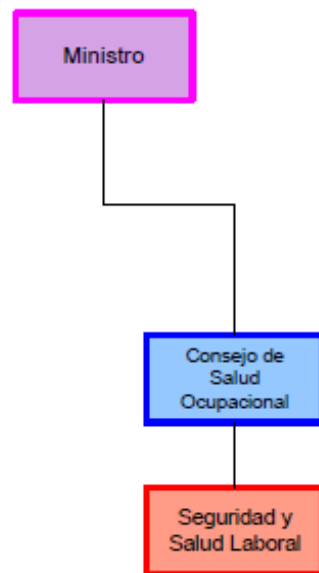 Ministro
Consejo de
Salud
Ocupacional
Seguridad y
Salud Laboral